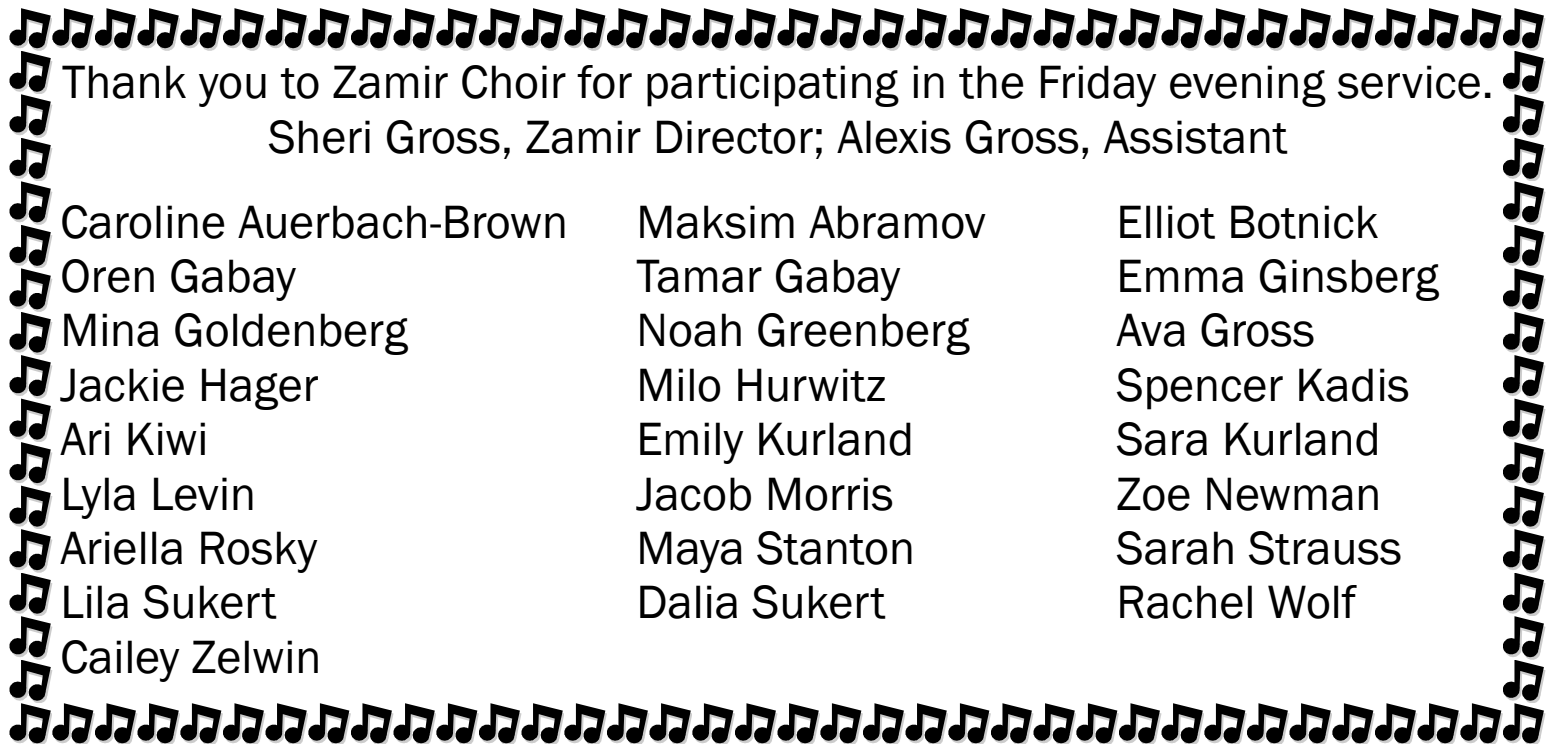 Thank you to Zamir Choir for participating in the Friday evening service.
Sheri Gross, Zamir Director; Alexis Gross, Assistant
Caroline Auerbach-Brown Maksim Abramov Elliot Botnick
Oren Gabay Tamar Gabay Emma Ginsberg
Mina Goldenberg Noah Greenberg Ava Gross
Jackie Hager Milo Hurwitz Spencer Kadis
Ari Kiwi Emily Kurland Sara Kurland
Lyla Levin Jacob Morris Zoe Newman
Ariella Rosky Maya Stanton Sarah Strauss
Lila Sukert Dalia Sukert Rachel Wolf
Cailey Zelwin